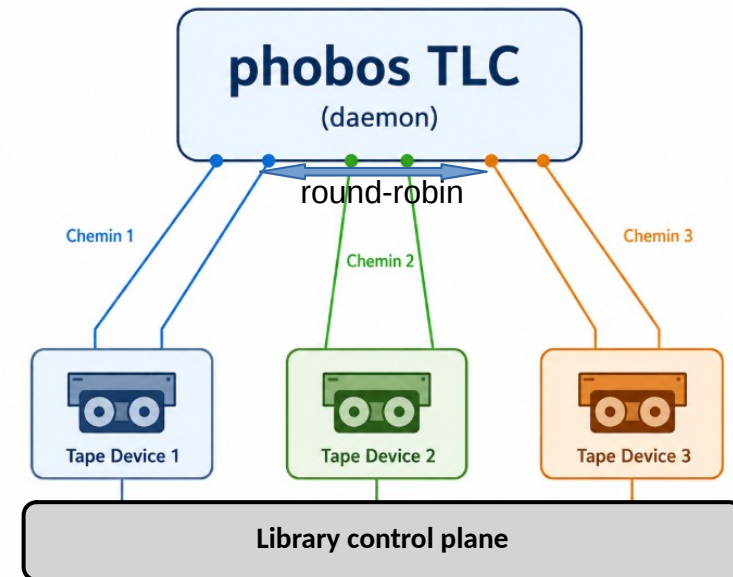 phobos TLC
(daemon)
round-robin
Chemin 1
Chemin 2
Chemin 3
Tape Device 1
Tape Device 2
Tape Device 3
Library control plane